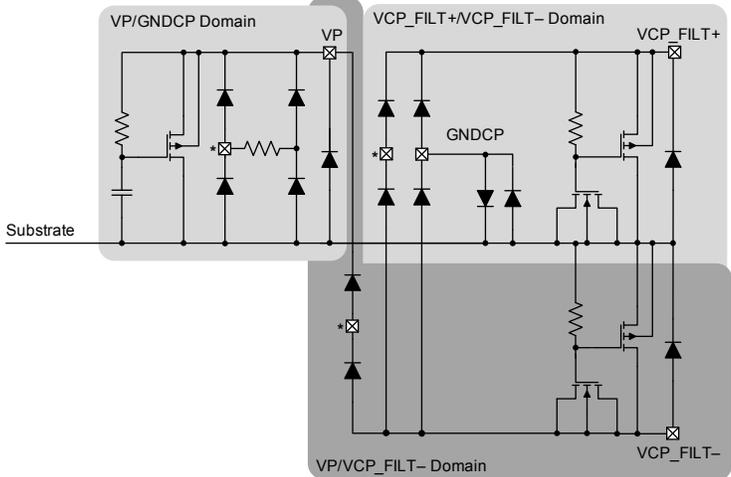 VP/GNDCP Domain
VP
VCP_FILT+/VCP_FILT– Domain
VCP_FILT+
*
*
GNDCP
Substrate
*
VCP_FILT–
VP/VCP_FILT– Domain